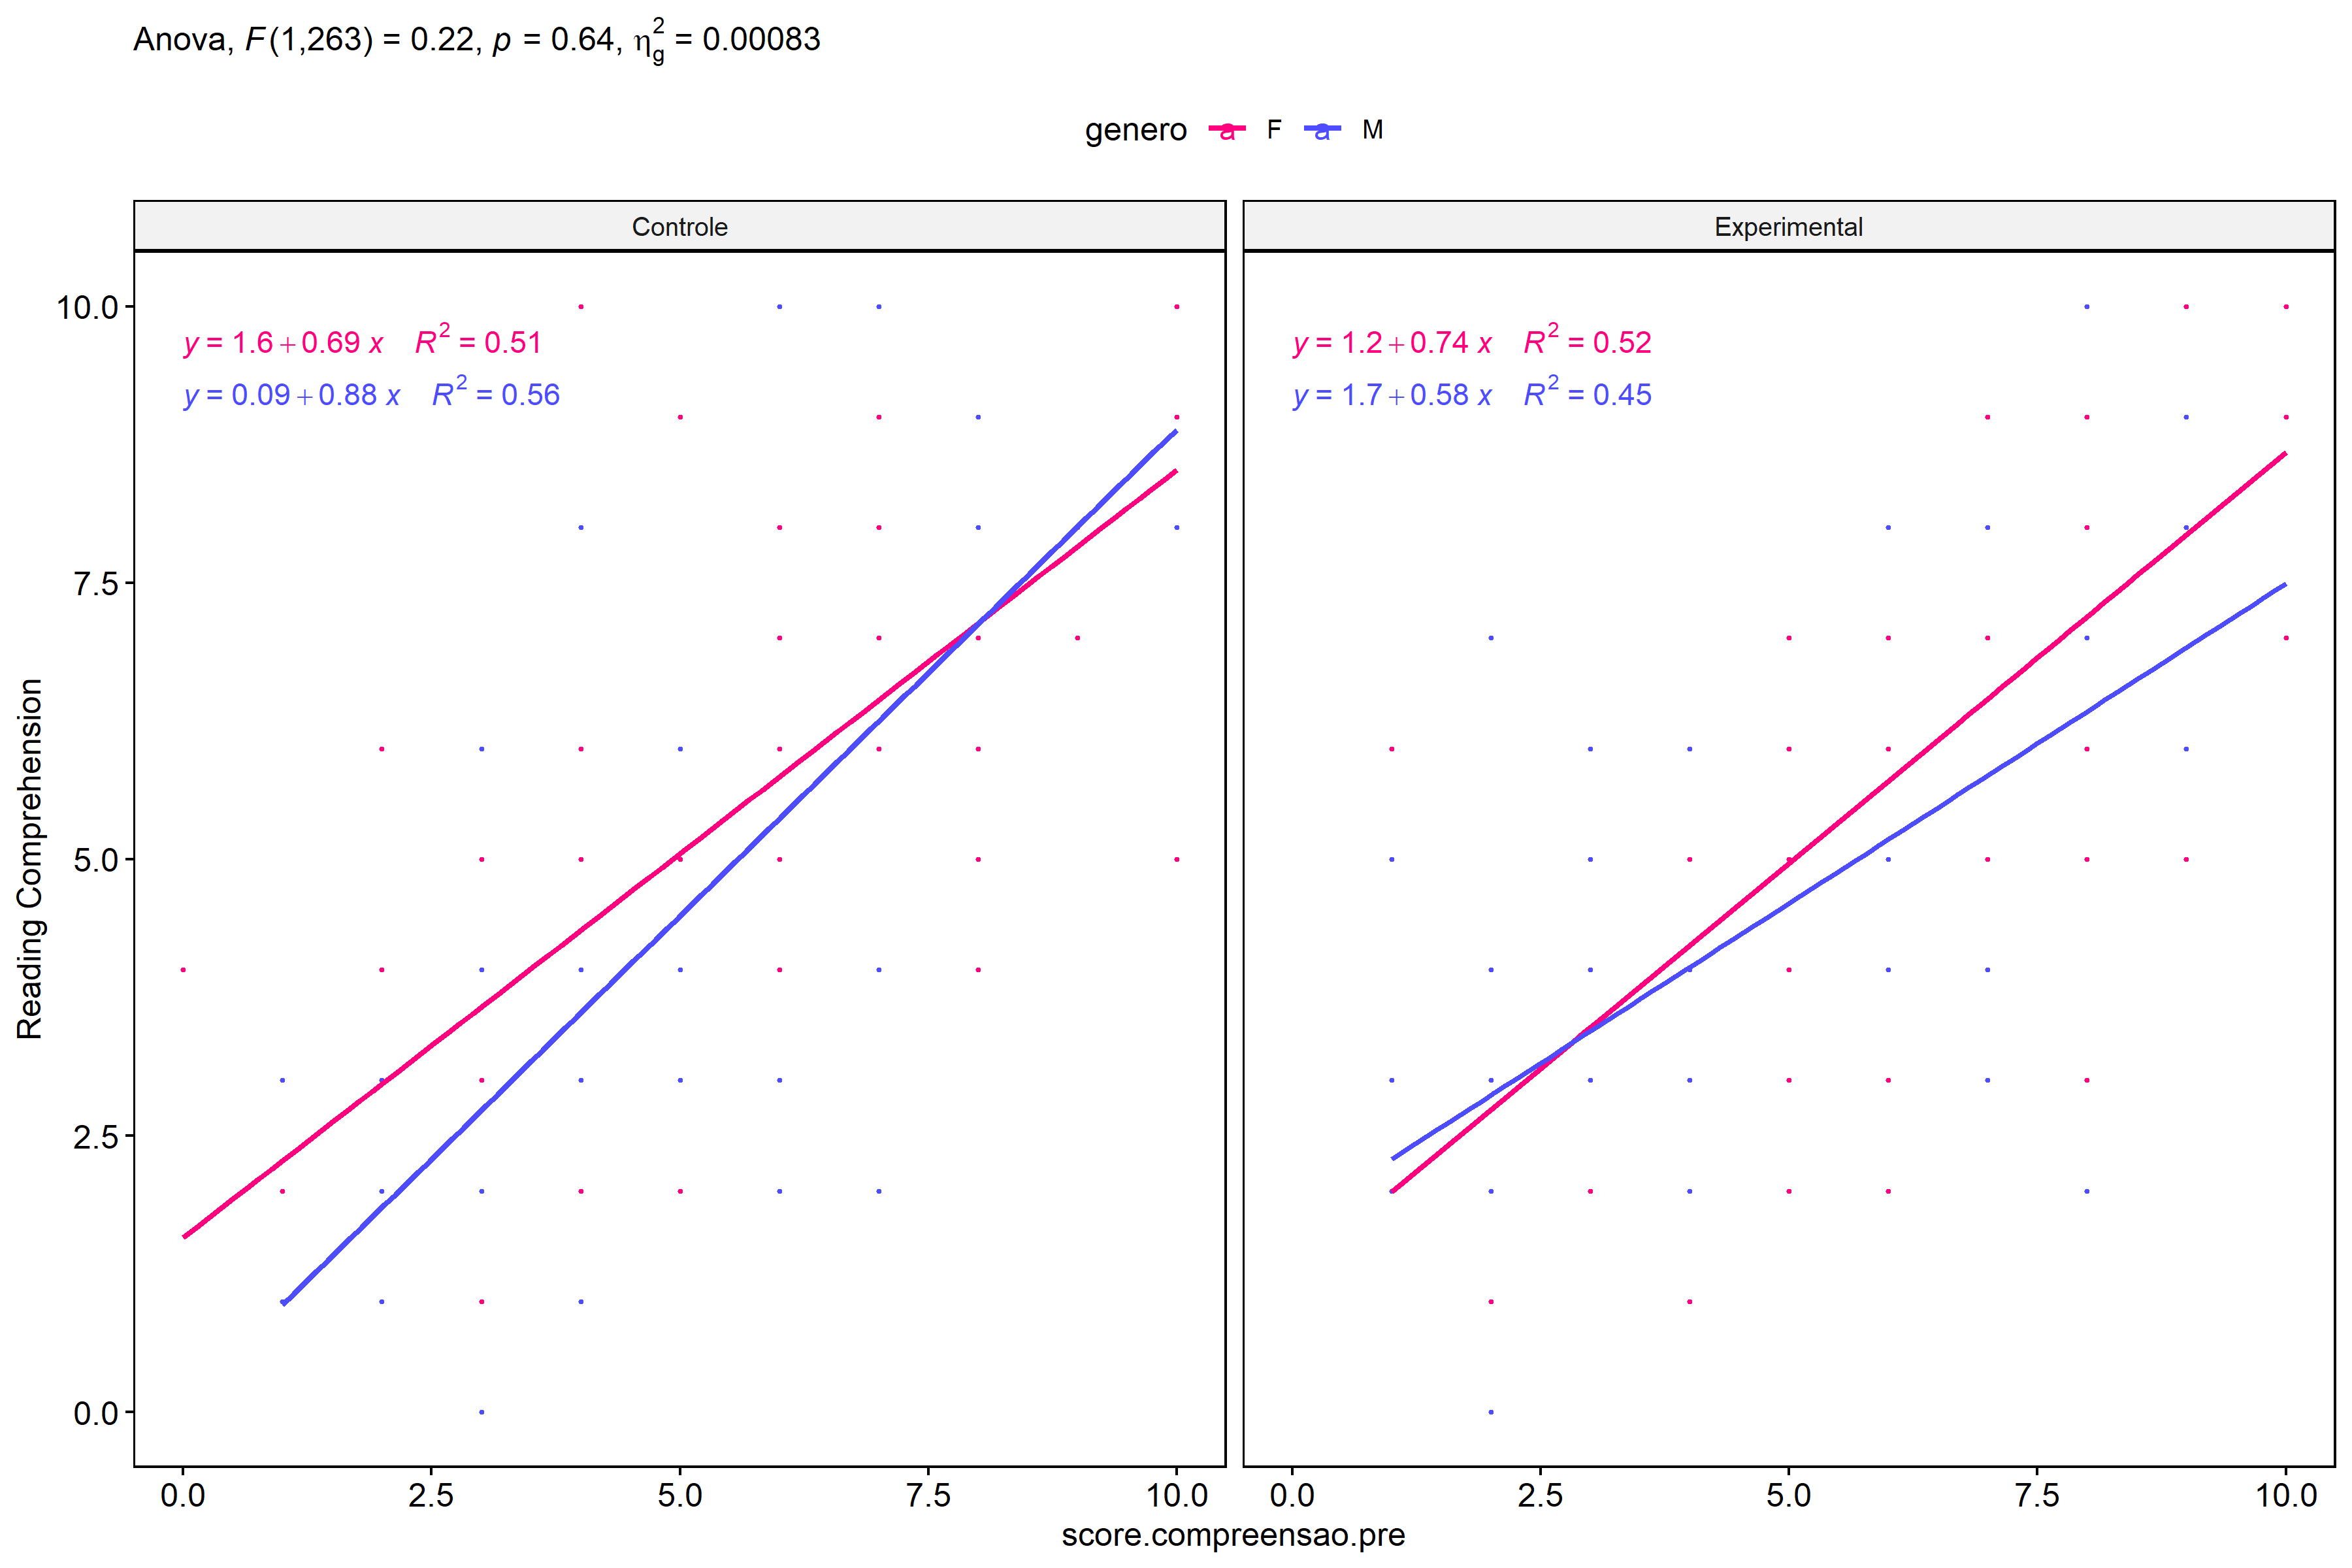 Anova, F(1,263) = 0.22, p = 0.64, η²g = 0.00083
genero a F a M
Controle
Experimental
y = 1.6 + 0.69 x R² = 0.51
y = 0.09 + 0.88 x R² = 0.56
y = 1.2 + 0.74 x R² = 0.52
y = 1.7 + 0.58 x R² = 0.45
Reading Comprehension
10.0
7.5
5.0
2.5
0.0
0.0 2.5 5.0 7.5 10.0
0.0 2.5 5.0 7.5 10.0
score.compreensao.pre